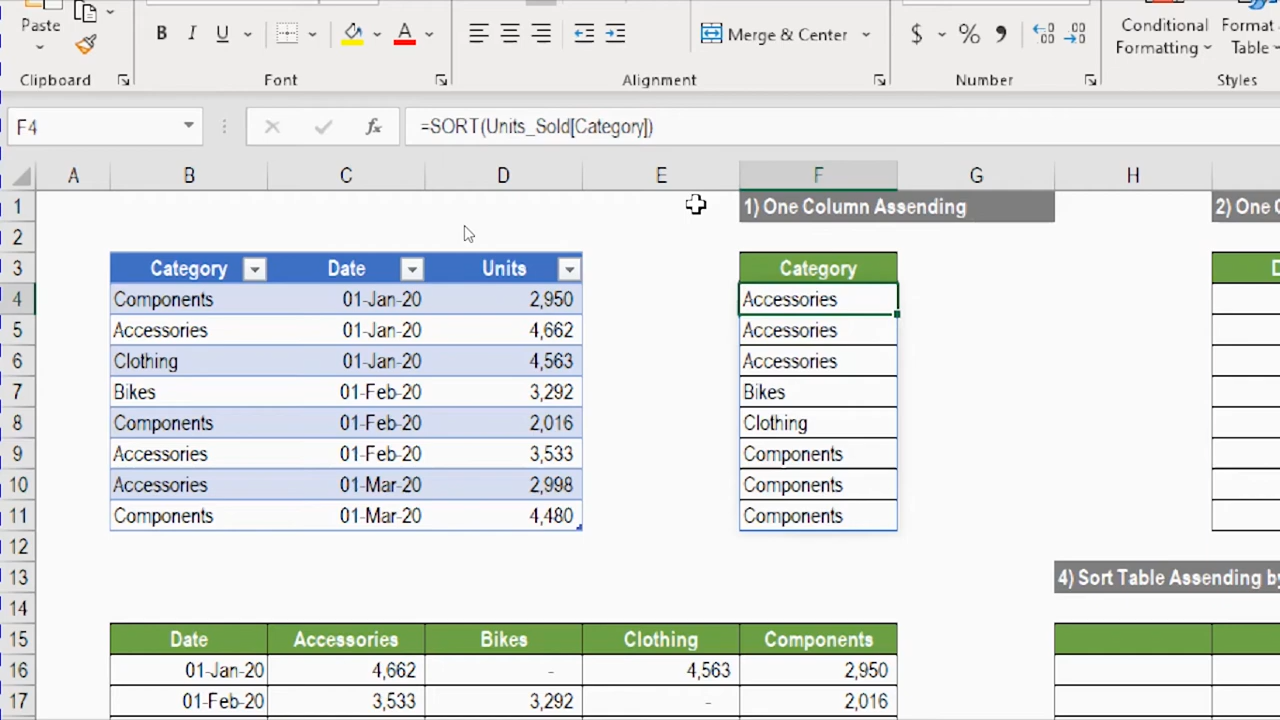 Paste
B I U A
Merge & Center
$ % 9
Conditional
Formatting
Format
Table
Clipboard Font Alignment Number Styles
F4 fx =SORT(Units_Sold[Category])
A B C D E F G H
1 1) One Column Assending
2
3 Category Date Units Category
4 Components 01-Jan-20 2,950 Accessories
5 Accessories 01-Jan-20 4,662 Accessories
6 Clothing 01-Jan-20 4,563 Accessories
7 Bikes 01-Feb-20 3,292 Bikes
8 Components 01-Feb-20 2,016 Clothing
9 Accessories 01-Feb-20 3,533 Components
10 Accessories 01-Mar-20 2,998 Components
11 Components 01-Mar-20 4,480 Components
12
13 4) Sort Table Assending by
14
15 Date Accessories Bikes Clothing Components
16 01-Jan-20 4,662 - 4,563 2,950
17 01-Feb-20 3,533 3,292 - 2,016